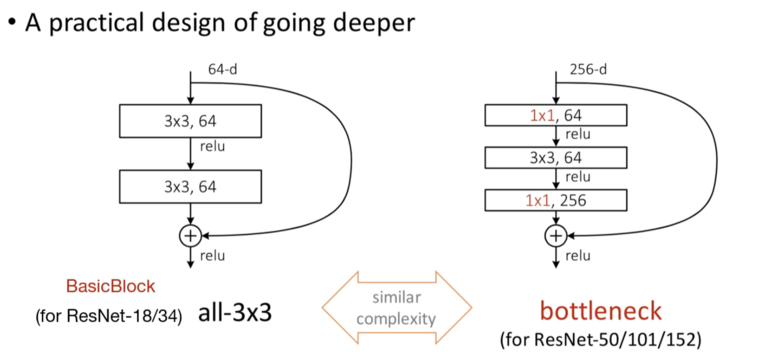 • A practical design of going deeper
64-d
3x3, 64
relu
3x3, 64
+
relu
BasicBlock
(for ResNet-18/34) all-3x3
similar
complexity
256-d
1x1, 64
relu
3x3, 64
relu
1x1, 256
+
relu
bottleneck
(for ResNet-50/101/152)